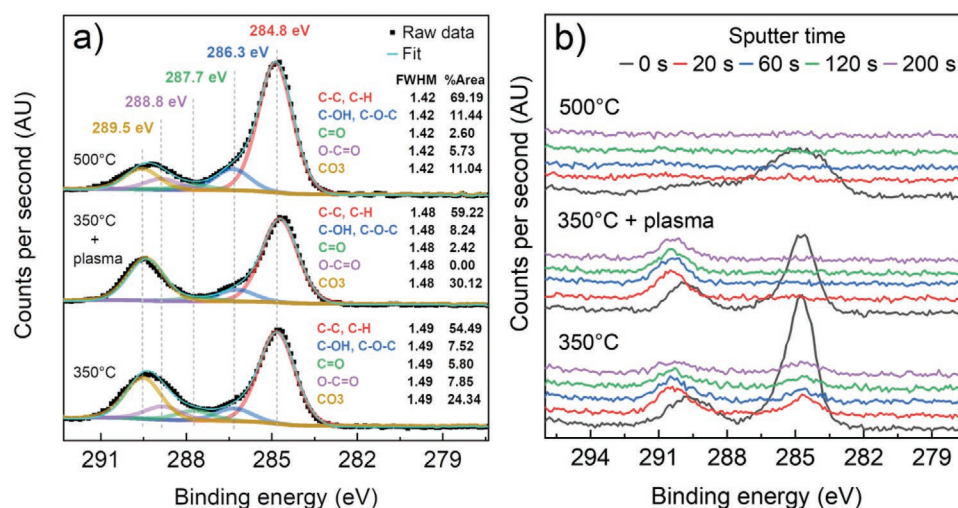 a)
284.8 eV
286.3 eV
287.7 eV
288.8 eV
289.5 eV
Raw data
Fit
FWHM %Area
C-C, C-H 1.42 69.19
C-OH, C-O-C 1.42 11.44
C=O 1.42 2.60
O-C=O 1.42 5.73
CO3 1.42 11.04
500°C
C-C, C-H 1.48 59.22
C-OH, C-O-C 1.48 8.24
C=O 1.48 2.42
O-C=O 1.48 0.00
CO3 1.48 30.12
350°C
+
plasma
C-C, C-H 1.49 54.49
C-OH, C-O-C 1.49 7.52
C=O 1.49 5.80
O-C=O 1.49 7.85
CO3 1.49 24.34
350°C
Counts per second (AU)
291 288 285 282 279
Binding energy (eV)
b)
Sputter time
0 s 20 s 60 s 120 s 200 s
500°C
350°C + plasma
350°C
Counts per second (AU)
294 291 288 285 282 279
Binding energy (eV)